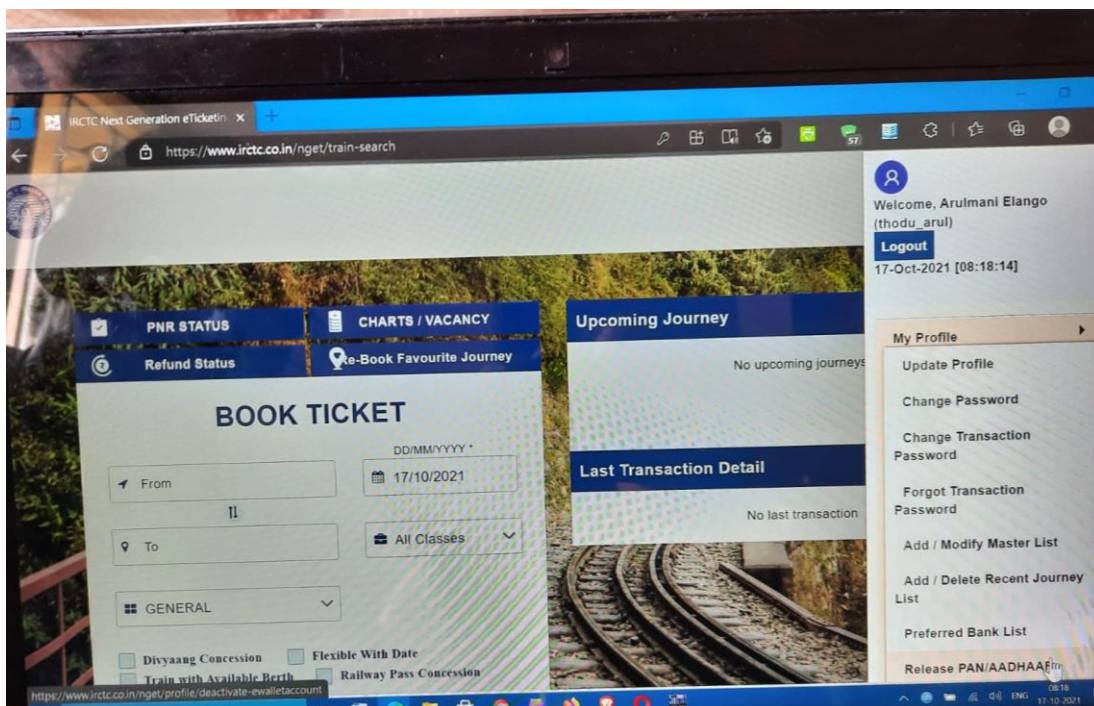 IRCTC Next Generation eTicketin
https://www.irctc.co.in/nget/train-search
57
Welcome, Arulmani Elango
(thodu_arul)
Logout
17-Oct-2021 [08:18:14]
PNR STATUS
CHARTS / VACANCY
Refund Status
Re-Book Favourite Journey
BOOK TICKET
DD/MM/YYYY *
From
17/10/2021
To
All Classes
GENERAL
Divyaang Concession
Flexible With Date
Train with Available Berth
Railway Pass Concession
Upcoming Journey
No upcoming journeys
Last Transaction Detail
No last transaction
My Profile
Update Profile
Change Password
Change Transaction
Password
Forgot Transaction
Password
Add / Modify Master List
Add / Delete Recent Journey
List
Preferred Bank List
Release PAN/AADHAAR
https://www.irctc.co.in/nget/profile/deactivate-ewalletaccount
ENG
08:18
17-10-2021